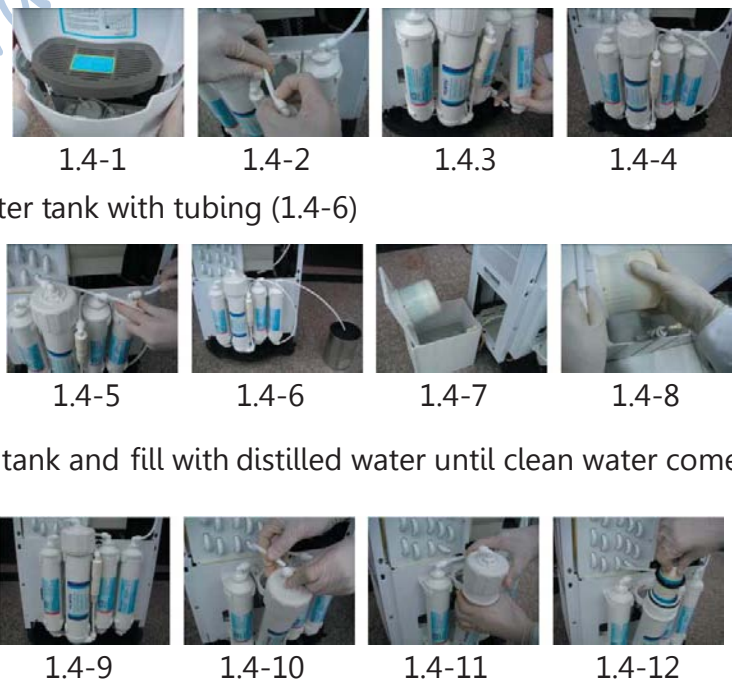 1.4-1 1.4-2 1.4.3 1.4-4
ter tank with tubing (1.4-6)
1.4-5 1.4-6 1.4-7 1.4-8
tank and fill with distilled water until clean water come
1.4-9 1.4-10 1.4-11 1.4-12